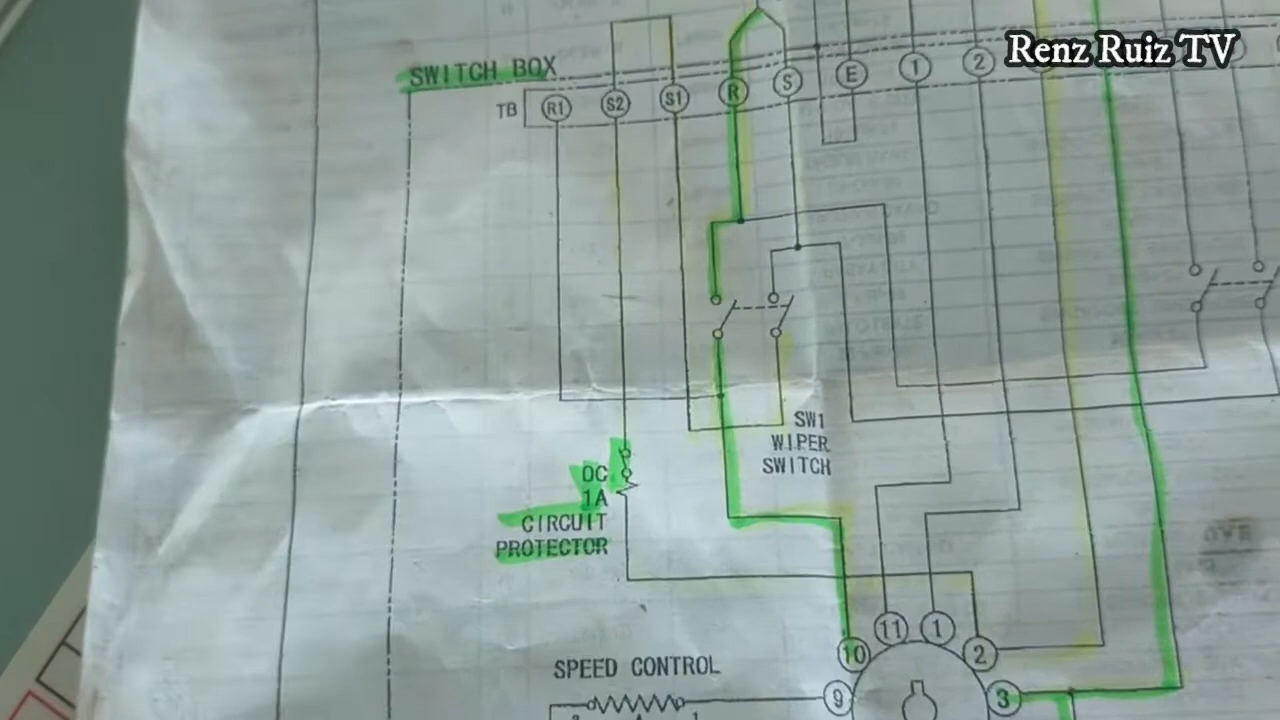 Renz Ruiz TV
SWITCH BOX
TB R1 S2 S1 R S E 1 2
SW1
WIPER
SWITCH
DC
1A
CIRCUIT
PROTECTOR
11 1
10 2
SPEED CONTROL
9 3